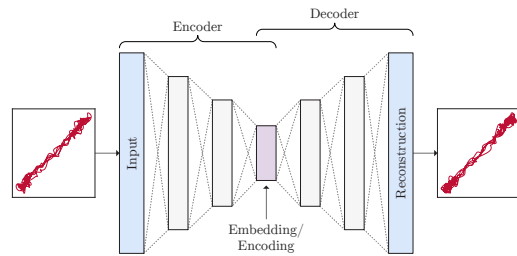 Encoder
Decoder
Input
Embedding/
Encoding
Reconstruction